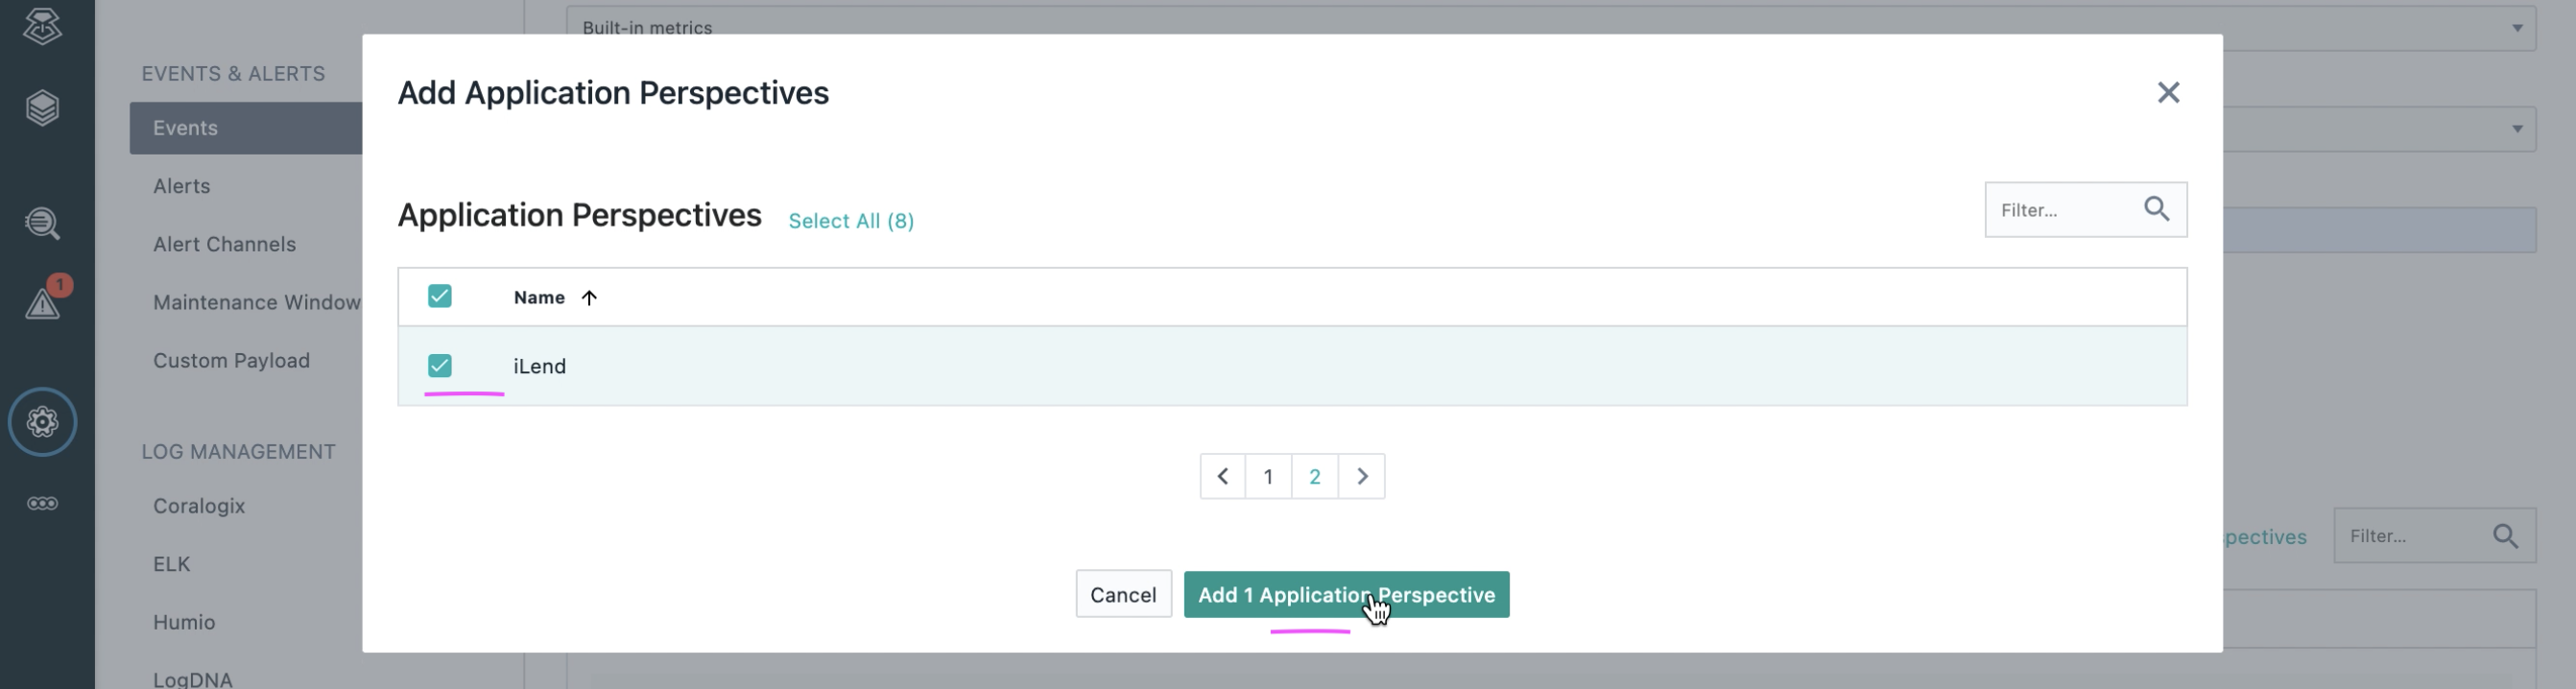 Built-in metrics
EVENTS & ALERTS
Events
Alerts
Alert Channels
Maintenance Window
Custom Payload
1
LOG MANAGEMENT
Coralogix
ELK
Humio
LogDNA
Add Application Perspectives
Application Perspectives Select All (8)
Filter...
Name
iLend
1 2
Cancel Add 1 Application Perspective
spectives Filter...